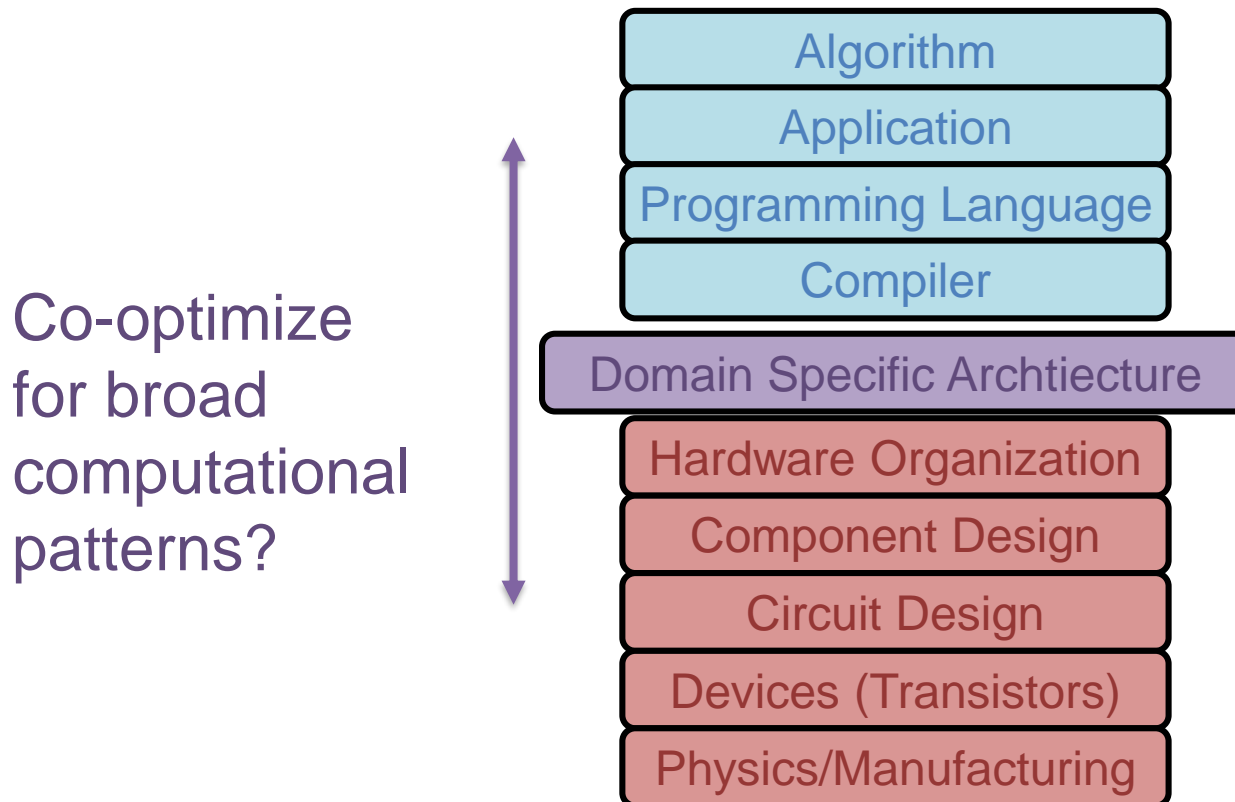 Algorithm
Application
Programming Language
Compiler
Co-optimize
for broad
computational
patterns?
Domain Specific Archtiecture
Hardware Organization
Component Design
Circuit Design
Devices (Transistors)
Physics/Manufacturing